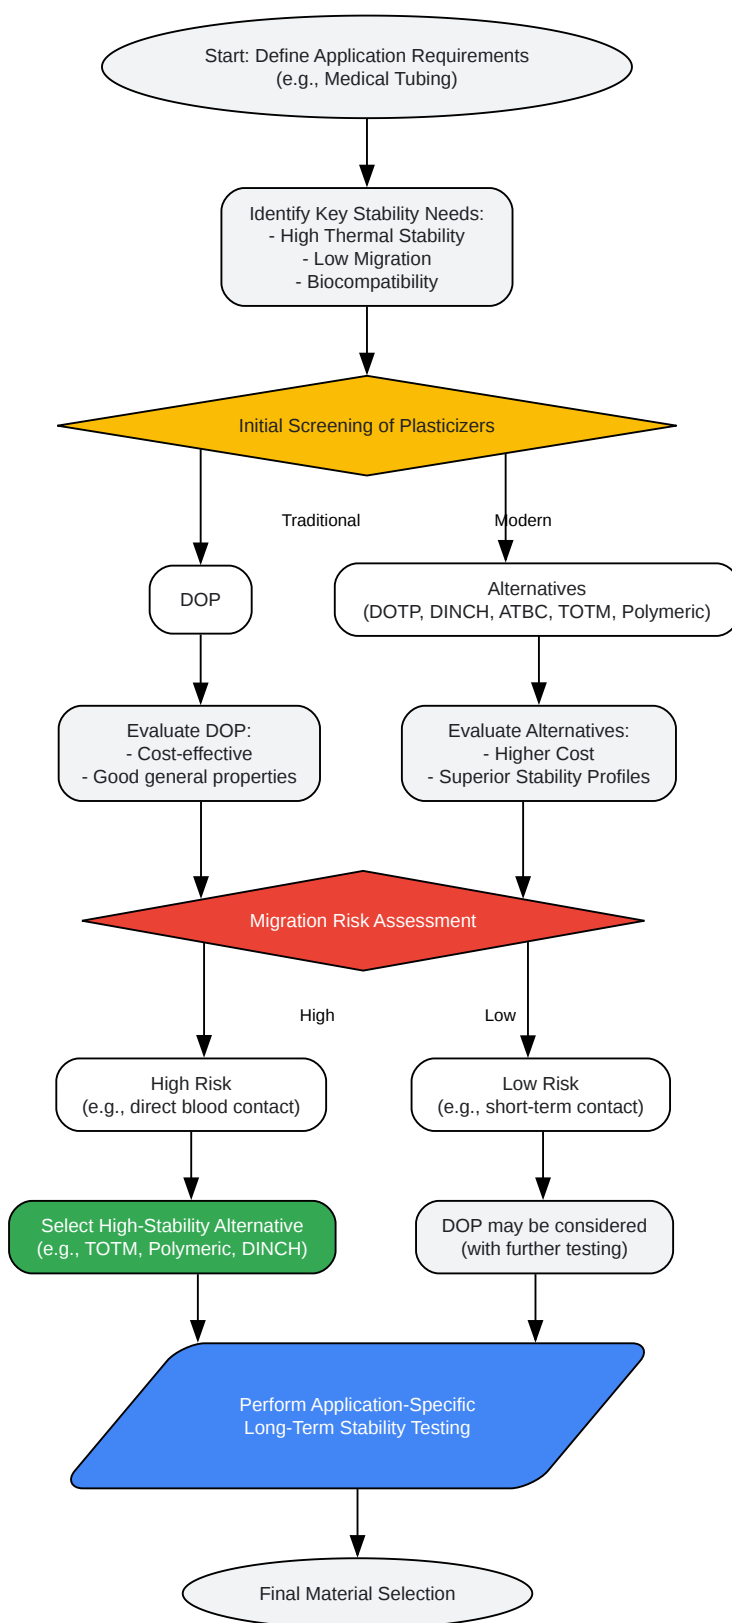 Start: Define Application Requirements
(e.g., Medical Tubing)
Identify Key Stability Needs:
- High Thermal Stability
- Low Migration
- Biocompatibility
Initial Screening of Plasticizers
Traditional
Modern
DOP
Alternatives
(DOTP, DINCH, ATBC, TOTM, Polymeric)
Evaluate DOP:
- Cost-effective
- Good general properties
Evaluate Alternatives:
- Higher Cost
- Superior Stability Profiles
Migration Risk Assessment
High
Low
High Risk
(e.g., direct blood contact)
Low Risk
(e.g., short-term contact)
Select High-Stability Alternative
(e.g., TOTM, Polymeric, DINCH)
DOP may be considered
(with further testing)
Perform Application-Specific
Long-Term Stability Testing
Final Material Selection